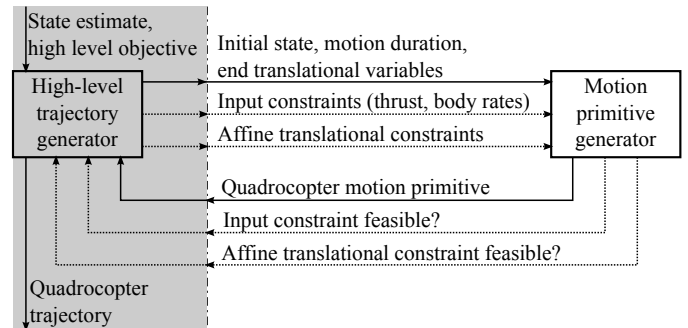 State estimate,
high level objective
Initial state, motion duration,
end translational variables
High-level
trajectory
generator
Input constraints (thrust, body rates)
Affine translational constraints
Motion
primitive
generator
Quadrocopter motion primitive
Input constraint feasible?
Affine translational constraint feasible?
Quadrocopter
trajectory